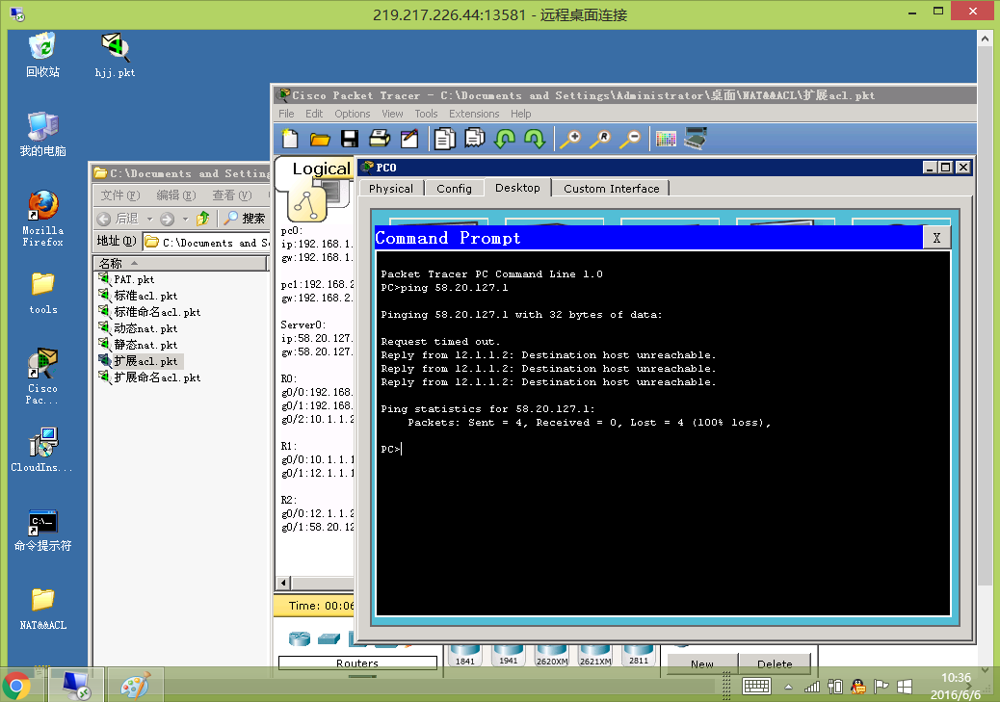 219.217.226.44:13581 - 远程桌面连接
回收站
hjj.pkt
我的电脑
Mozilla
Firefox
tools
Cisco
Pac...
CloudIns...
命令提示符
NAT&&ACL
C:\Documents and Setting
文件(F) 编辑(E) 查看(V)
后退 搜索
地址(D) C:\Documents and S
名称
PAT.pkt
标准acl.pkt
标准命名acl.pkt
动态nat.pkt
静态nat.pkt
扩展acl.pkt
扩展命名acl.pkt
Cisco Packet Tracer - C:\Documents and Settings\Administrator\桌面\NAT&&ACL\扩展acl.pkt
File Edit Options View Tools Extensions Help
Logical
pc0:
ip:192.168.1.
gw:192.168.1.
pc1:192.168.2
gw:192.168.2.
Server0:
ip:58.20.127.
gw:58.20.127.
R0:
g0/0:192.168.
g0/1:192.168.
g0/2:10.1.1.2
R1:
g0/0:10.1.1.1
g0/1:12.1.1.1
R2:
g0/0:12.1.1.2
g0/1:58.20.12
Time: 00:06
Routers
1841 1941 2620XM 2621XM 2811
New Delete
PC0
Physical Config Desktop Custom Interface
Command Prompt X
Packet Tracer PC Command Line 1.0
PC>ping 58.20.127.1
Pinging 58.20.127.1 with 32 bytes of data:
Request timed out.
Reply from 12.1.1.2: Destination host unreachable.
Reply from 12.1.1.2: Destination host unreachable.
Reply from 12.1.1.2: Destination host unreachable.
Ping statistics for 58.20.127.1:
Packets: Sent = 4, Received = 0, Lost = 4 (100% loss),
PC>
10:36
2016/6/6